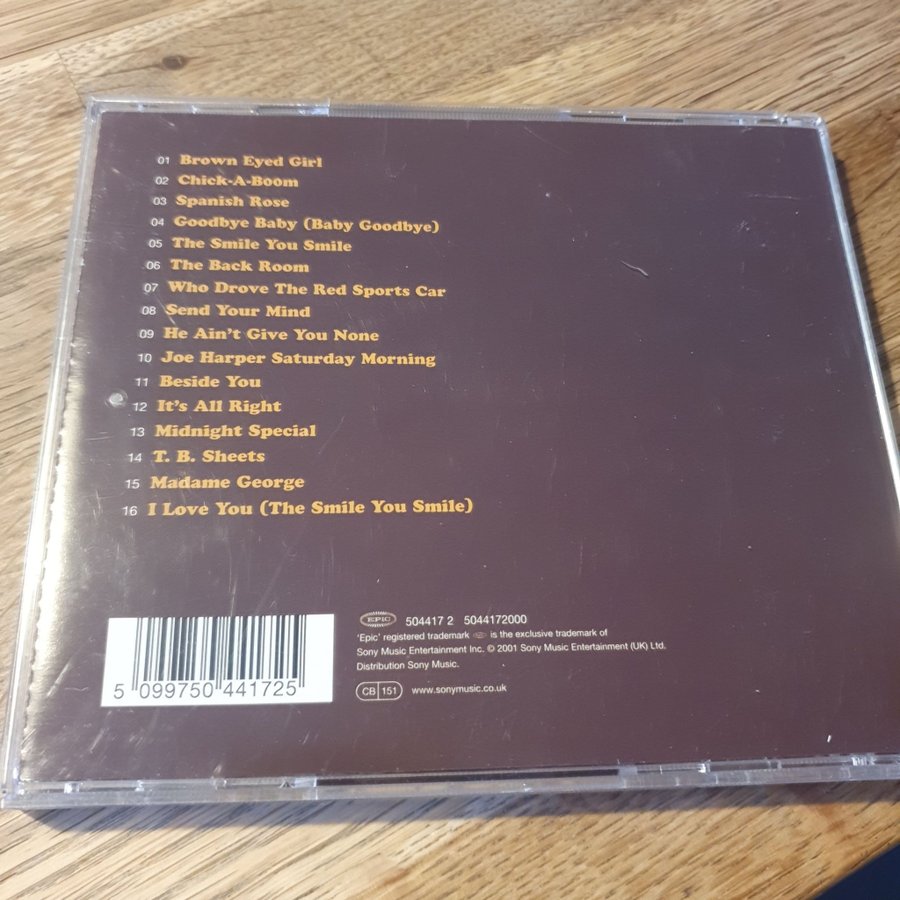 01 Brown Eyed Girl
02 Chick-A-Boom
03 Spanish Rose
04 Goodbye Baby (Baby Goodbye)
05 The Smile You Smile
06 The Back Room
07 Who Drove The Red Sports Car
08 Send Your Mind
09 He Ain't Give You None
10 Joe Harper Saturday Morning
11 Beside You
12 It's All Right
13 Midnight Special
14 T. B. Sheets
15 Madame George
16 I Love You (The Smile You Smile)
5 099750 441725
EPIC 504417 2 5044172000
'Epic' registered trademark epic is the exclusive trademark of
Sony Music Entertainment Inc. © 2001 Sony Music Entertainment (UK) Ltd.
Distribution Sony Music.
CB 151 www.sonymusic.co.uk